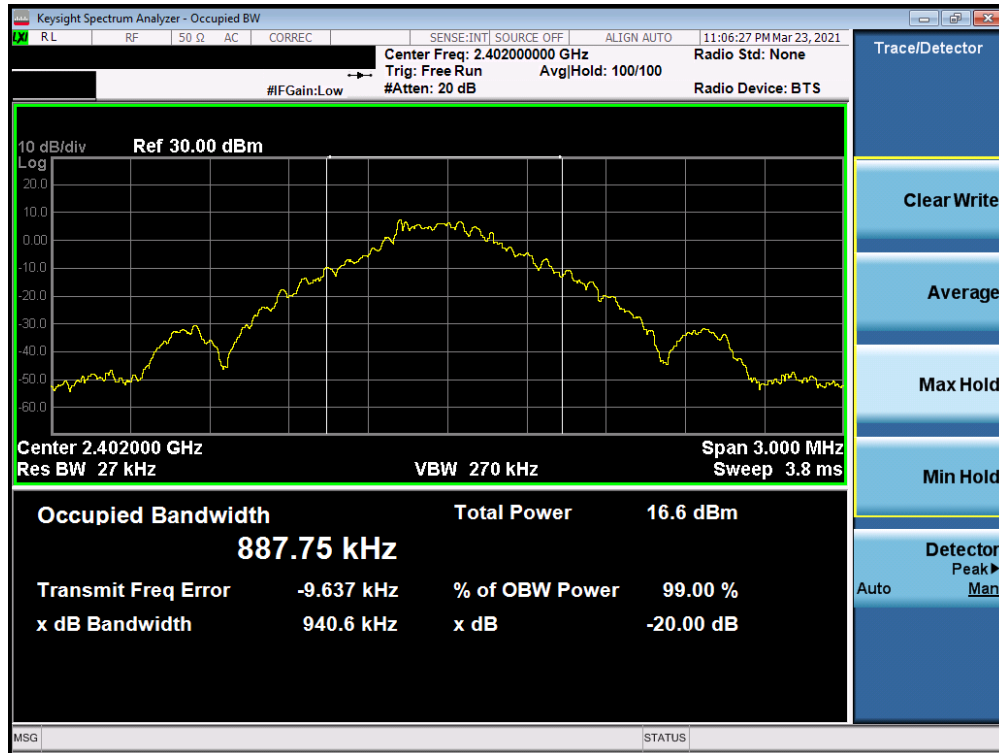 Keysight Spectrum Analyzer - Occupied BW
LXI RL RF 50 Ω AC CORREC SENSE:INT SOURCE OFF ALIGN AUTO 11:06:27 PM Mar 23, 2021
Center Freq: 2.402000000 GHz Radio Std: None
Trig: Free Run Avg|Hold: 100/100
#IFGain:Low #Atten: 20 dB Radio Device: BTS
10 dB/div Ref 30.00 dBm
Log
20.0
10.0
0.00
-10.0
-20.0
-30.0
-40.0
-50.0
-60.0
Center 2.402000 GHz Span 3.000 MHz
Res BW 27 kHz VBW 270 kHz Sweep 3.8 ms
Occupied Bandwidth Total Power 16.6 dBm
887.75 kHz
Transmit Freq Error -9.637 kHz % of OBW Power 99.00 %
x dB Bandwidth 940.6 kHz x dB -20.00 dB
Trace/Detector
Clear Write
Average
Max Hold
Min Hold
Detector
Peak▶
Auto Man
MSG STATUS